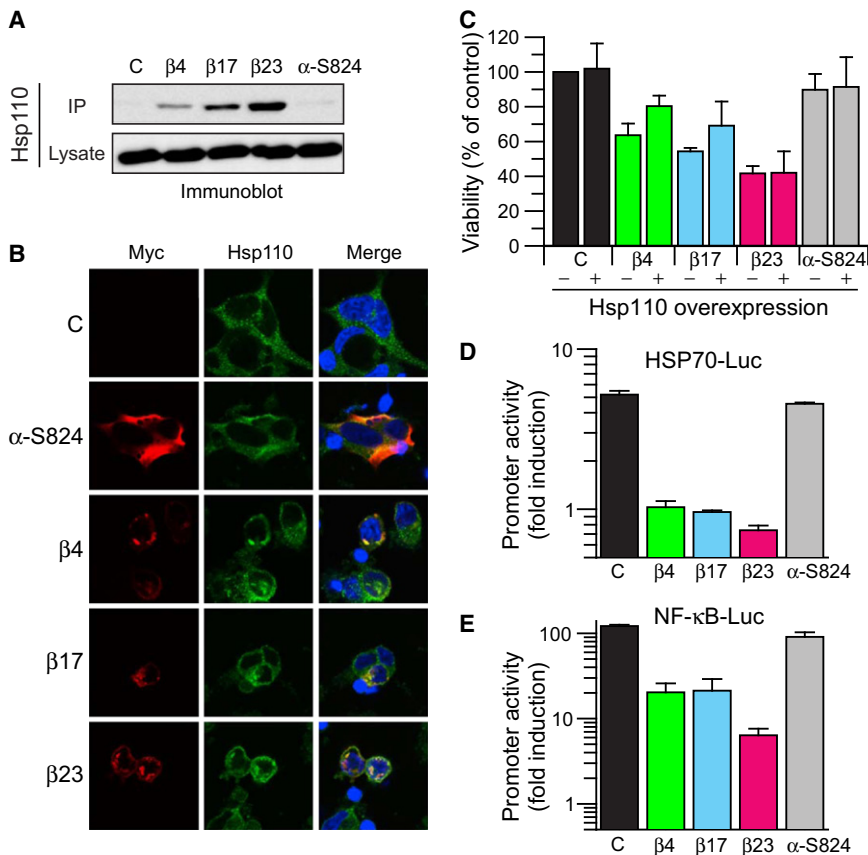 A
C β4 β17 β23 α-S824
Hsp110
IP
Lysate
Immunoblot
B
Myc Hsp110 Merge
C
α-S824
β4
β17
β23
C
Viability (% of control)
120
100
80
60
40
20
0
C β4 β17 β23 α-S824
– + – + – + – + – +
Hsp110 overexpression
D
HSP70-Luc
Promoter activity
(fold induction)
10
1
C β4 β17 β23 α-S824
E
NF-κB-Luc
Promoter activity
(fold induction)
100
10
1
C β4 β17 β23 α-S824